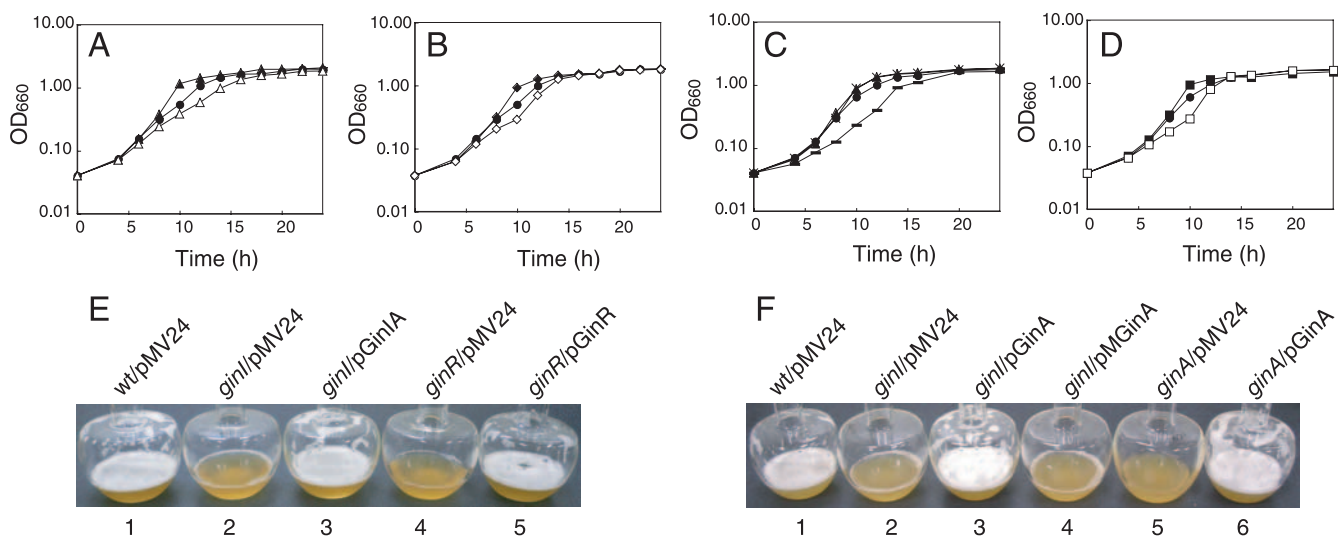 A
B
C
D
OD660
10.00
1.00
0.10
0.01
0 5 10 15 20
Time (h)
OD660
10.00
1.00
0.10
0.01
0 5 10 15 20
Time (h)
OD660
10.00
1.00
0.10
0.01
0 5 10 15 20
Time (h)
OD660
10.00
1.00
0.10
0.01
0 5 10 15 20
Time (h)
E
wt/pMV24
ginI/pMV24
ginI/pGinIA
ginR/pMV24
ginR/pGinR
1 2 3 4 5
F
wt/pMV24
ginI/pMV24
ginI/pGinA
ginI/pMGinA
ginA/pMV24
ginA/pGinA
1 2 3 4 5 6